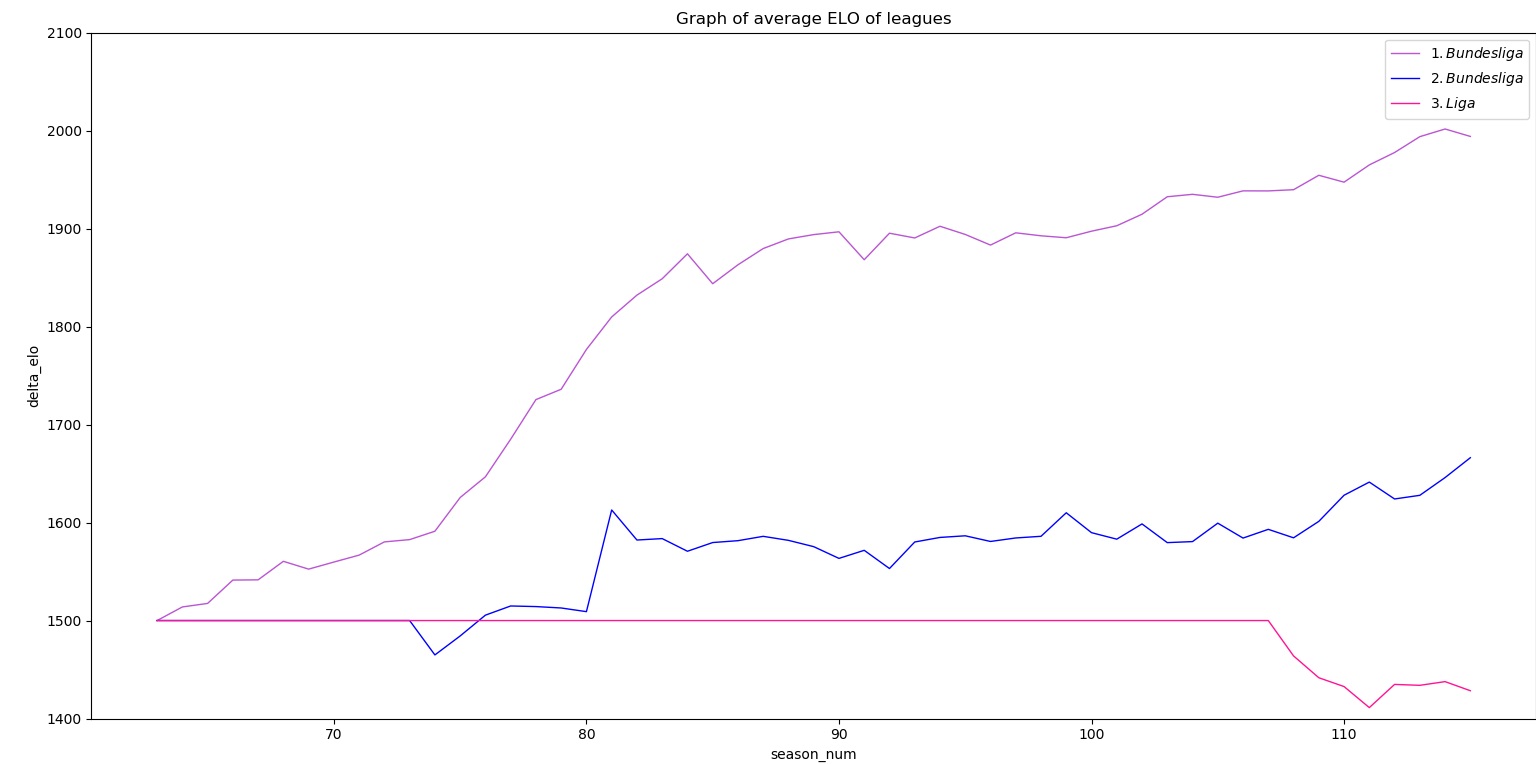 Graph of average ELO of leagues
2100
2000
1900
1800
1700
1600
1500
1400
delta_elo
70 80 90 100 110
season_num
1.Bundesliga
2.Bundesliga
3.Liga